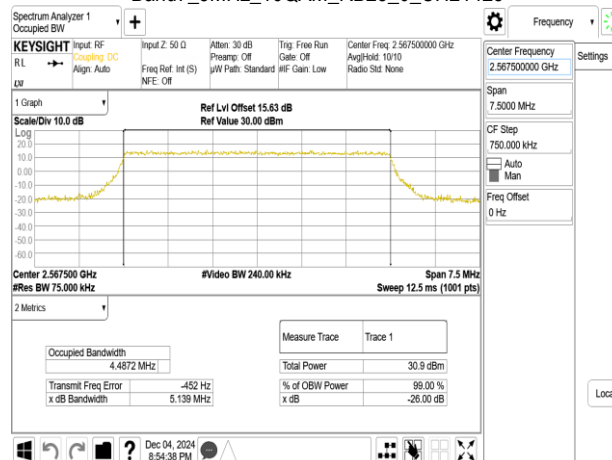 Spectrum Analyzer 1
Occupied BW
Frequency
KEYSIGHT
Input: RF
Coupling: DC
Align: Auto
RL
LXI
Input Z: 50 Ω
Freq Ref: Int (S)
NFE: Off
Atten: 30 dB
Preamp: Off
µW Path: Standard
Trig: Free Run
Gate: Off
#IF Gain: Low
Center Freq: 2.567500000 GHz
Avg|Hold: 10/10
Radio Std: None
Center Frequency
2.567500000 GHz
Settings
Span
7.5000 MHz
CF Step
750.000 kHz
Auto
Man
Freq Offset
0 Hz
1 Graph
Ref Lvl Offset 15.63 dB
Scale/Div 10.0 dB
Ref Value 30.00 dBm
Log
20.0
10.0
0.00
-10.0
-20.0
-30.0
-40.0
-50.0
-60.0
Center 2.567500 GHz
#Video BW 240.00 kHz
Span 7.5 MHz
#Res BW 75.000 kHz
Sweep 12.5 ms (1001 pts)
2 Metrics
Measure Trace
Trace 1
Occupied Bandwidth
4.4872 MHz
Total Power
30.9 dBm
Transmit Freq Error
-452 Hz
% of OBW Power
99.00 %
x dB Bandwidth
5.139 MHz
x dB
-26.00 dB
Loca
Dec 04, 2024
8:54:38 PM